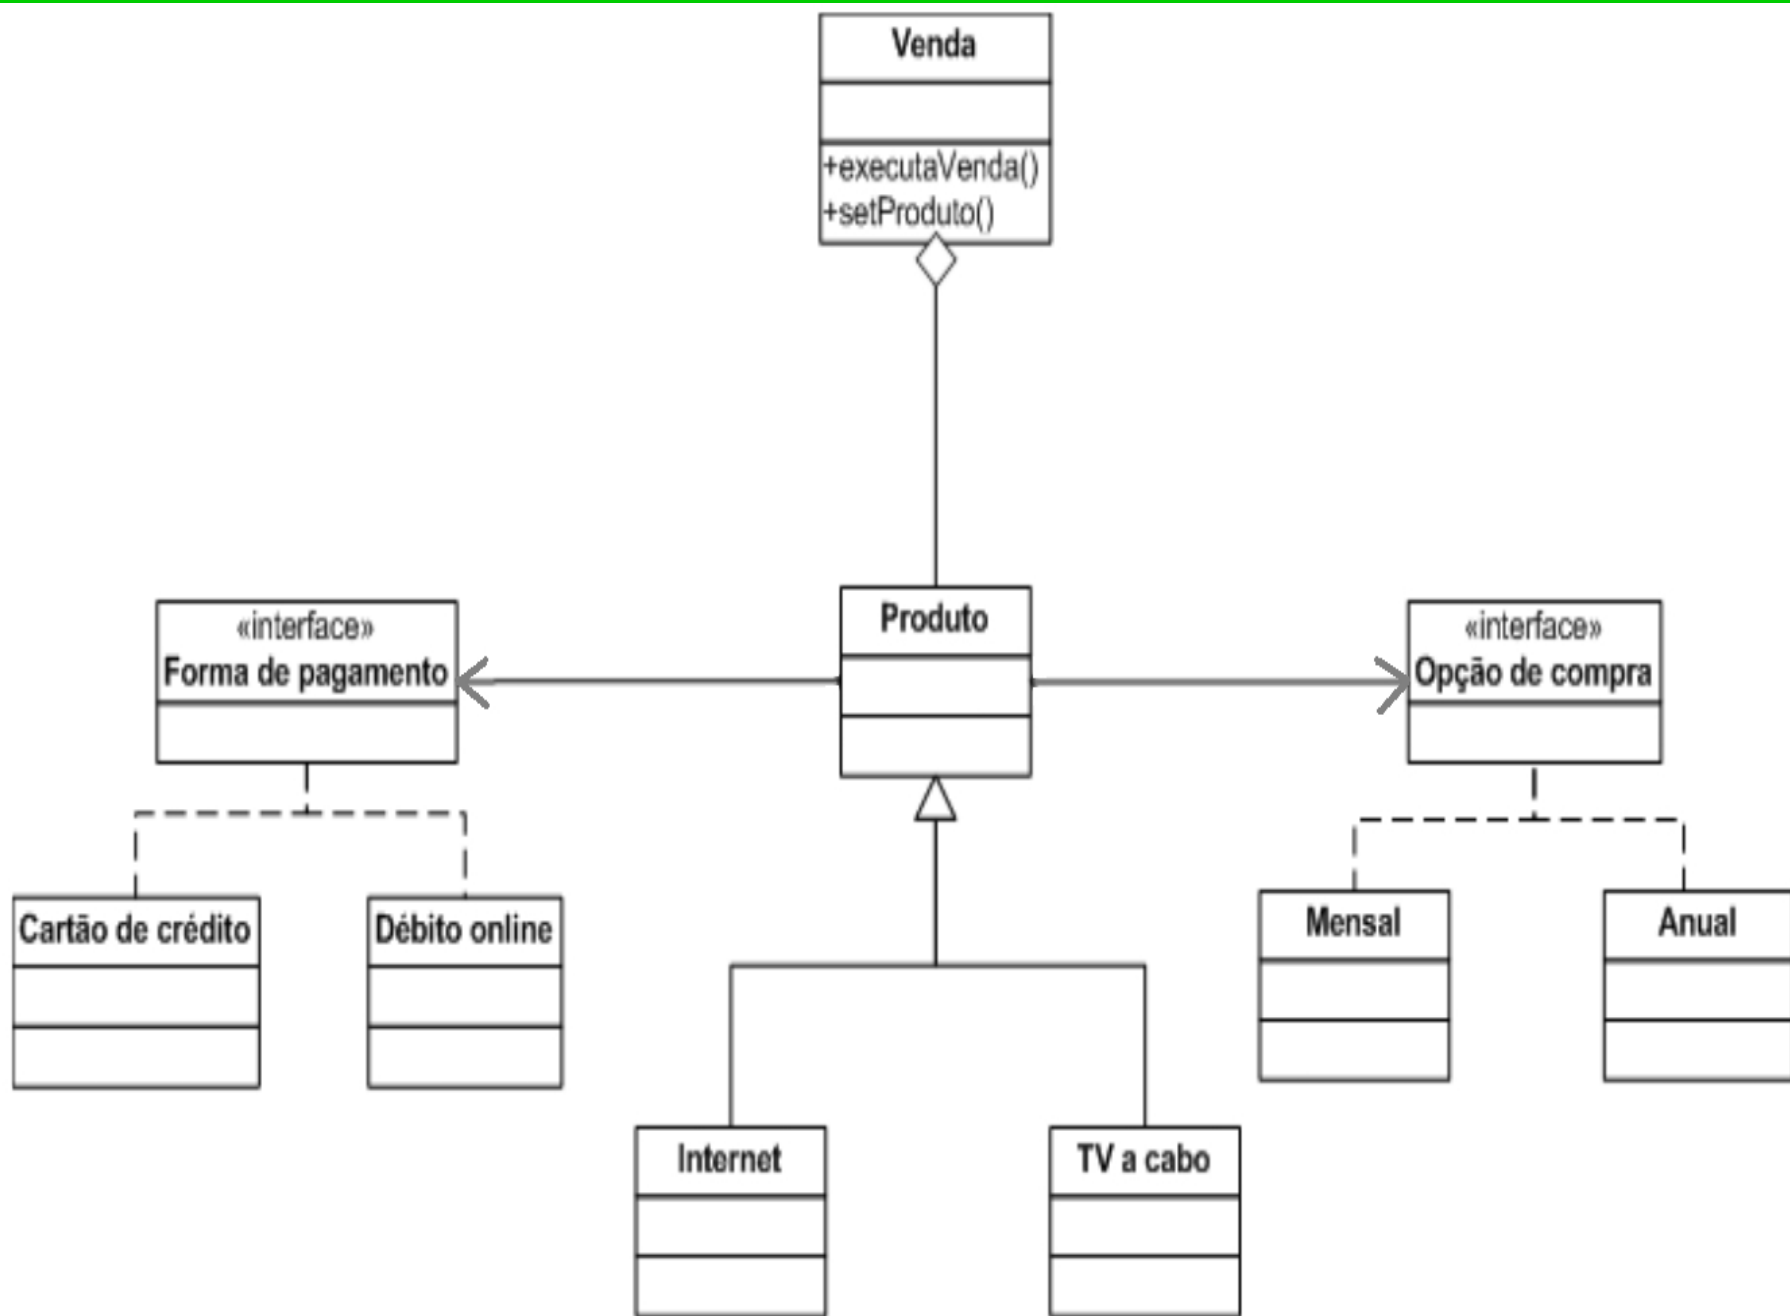 Venda
+executaVenda()
+setProduto()
«interface»
Forma de pagamento
Produto
«interface»
Opção de compra
Cartão de crédito
Débito online
Mensal
Anual
Internet
TV a cabo